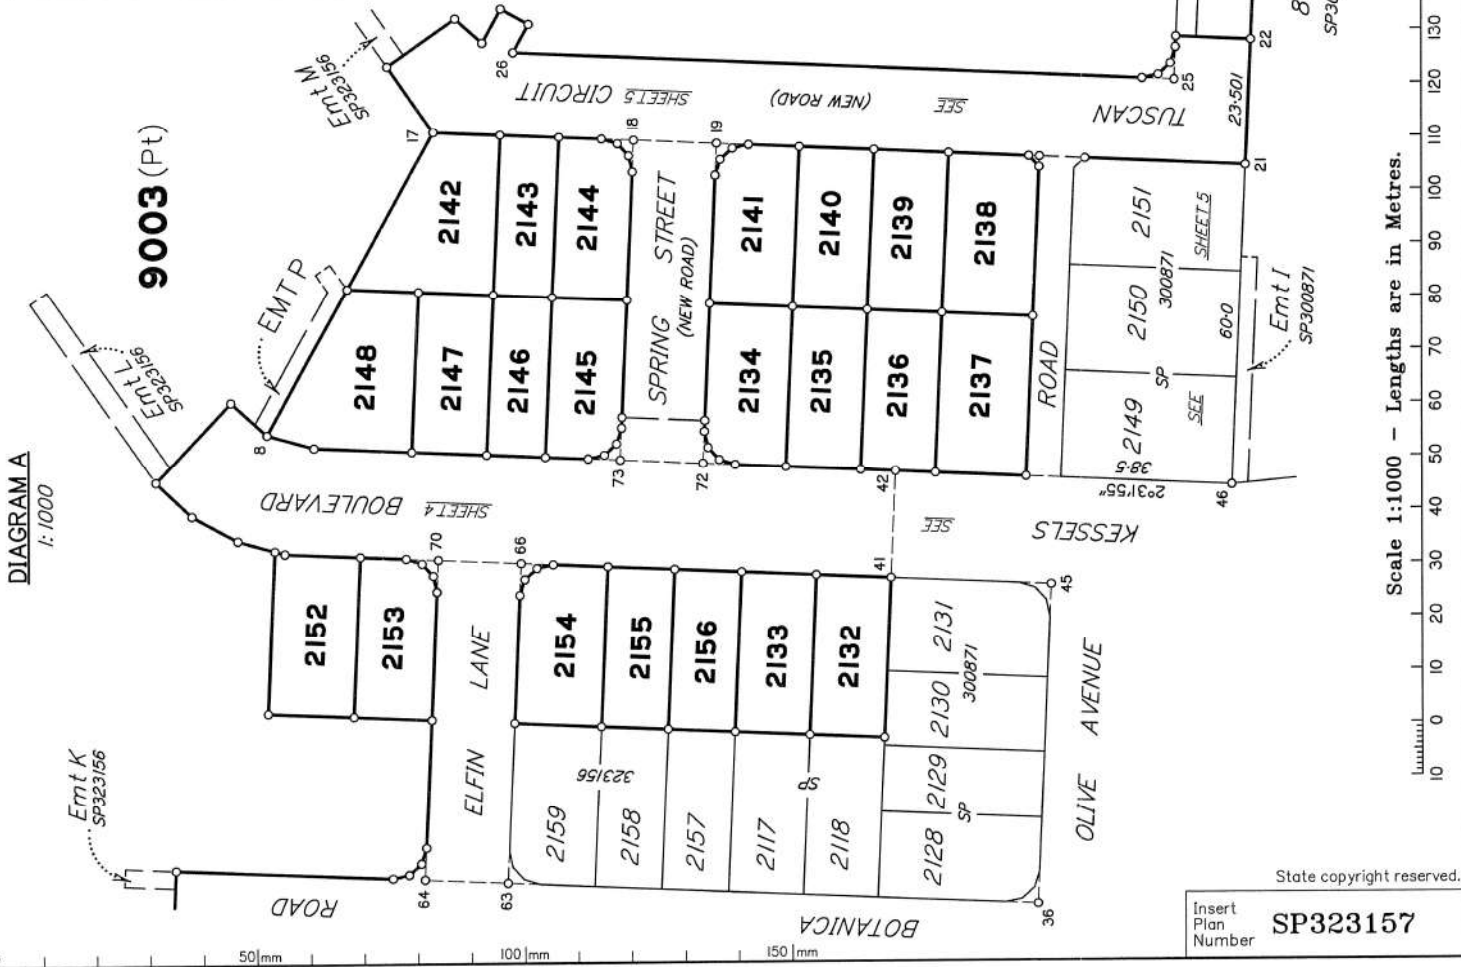 DIAGRAM A
1:1000
9003 (Pt)
Emt M
SP323156
Emt L
SP323156
EMT P
Emt K
SP323156
17
26
18
19
25
22
21
23·501
8
TUSCAN
CIRCUIT
SEE
SHEET 5
(NEW ROAD)
2142
2143
2144
2141
2140
2139
2138
2151
SHEET 5
SPRING STREET
(NEW ROAD)
2148
2147
2146
2145
2134
2135
2136
2137
ROAD
2150
300871
2149
SP
SEE
60·0
38·5
2°31'55"
Emt I
SP300871
8
73
72
42
46
KESSELS
BOULEVARD
SEE
SHEET 4
70
66
41
45
2152
2153
ELFIN LANE
2154
2155
2156
2133
2132
2131
2130
300871
2159
2158
2157
2117
2118
323156
SP
2129
2128
SP
OLIVE AVENUE
64
63
36
BOTANICA
ROAD
Scale 1:1000 – Lengths are in Metres.
10 0 10 20 30 40 50 60 70 80 90 100 110 120 130
50 mm 100 mm 150 mm
State copyright reserved.
Insert
Plan
Number
SP323157